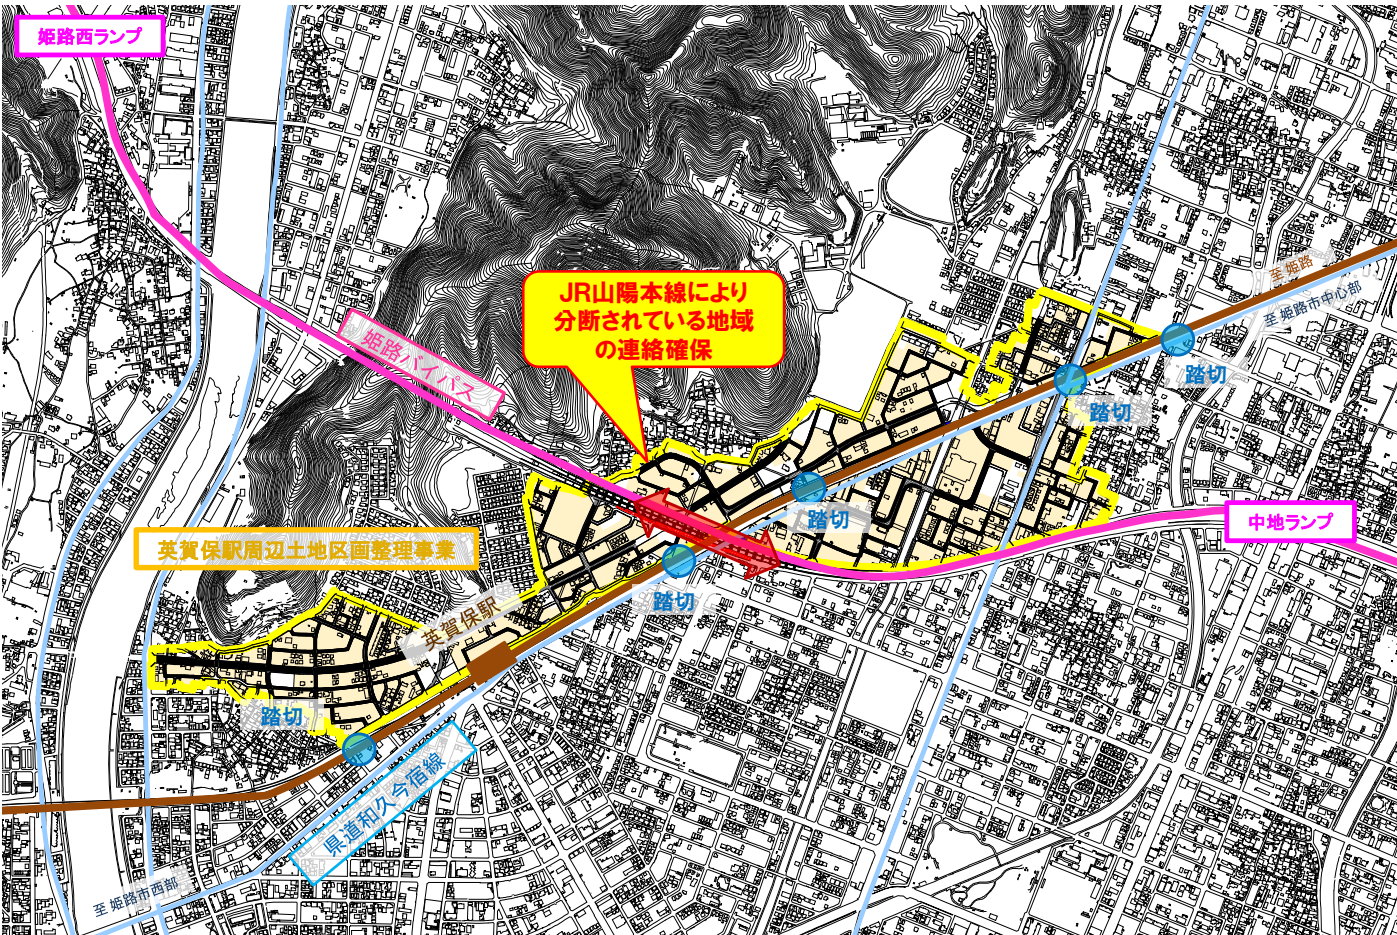 姫路西ランプ
JR山陽本線により
分断されている地域
の連絡確保
至 姫路
至 姫路市中心部
姫路バイパス
踏切
踏切
踏切
中地ランプ
英賀保駅周辺土地区画整理事業
踏切
英賀保駅
踏切
県道和久今宿線
至 姫路市西部